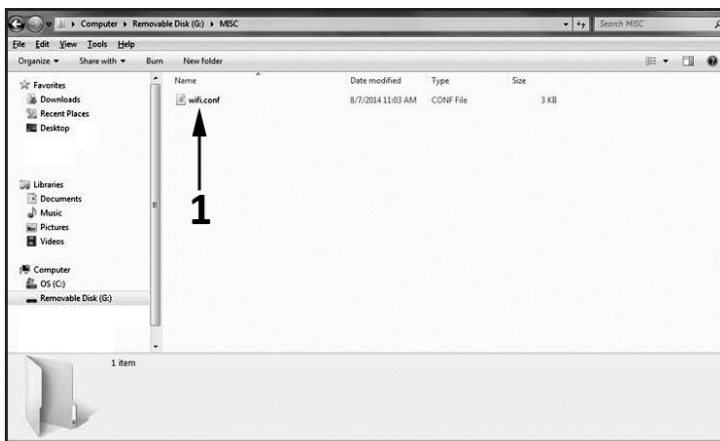 Computer ▸ Removable Disk (G:) ▸ MISC
Search MISC
File Edit View Tools Help
Organize Share with Burn New folder
Favorites
Downloads
Recent Places
Desktop
Libraries
Documents
Music
Pictures
Videos
Computer
OS (C:)
Removable Disk (G:)
Name Date modified Type Size
wifi.conf 8/7/2014 11:03 AM CONF File 3 KB
1
1 item